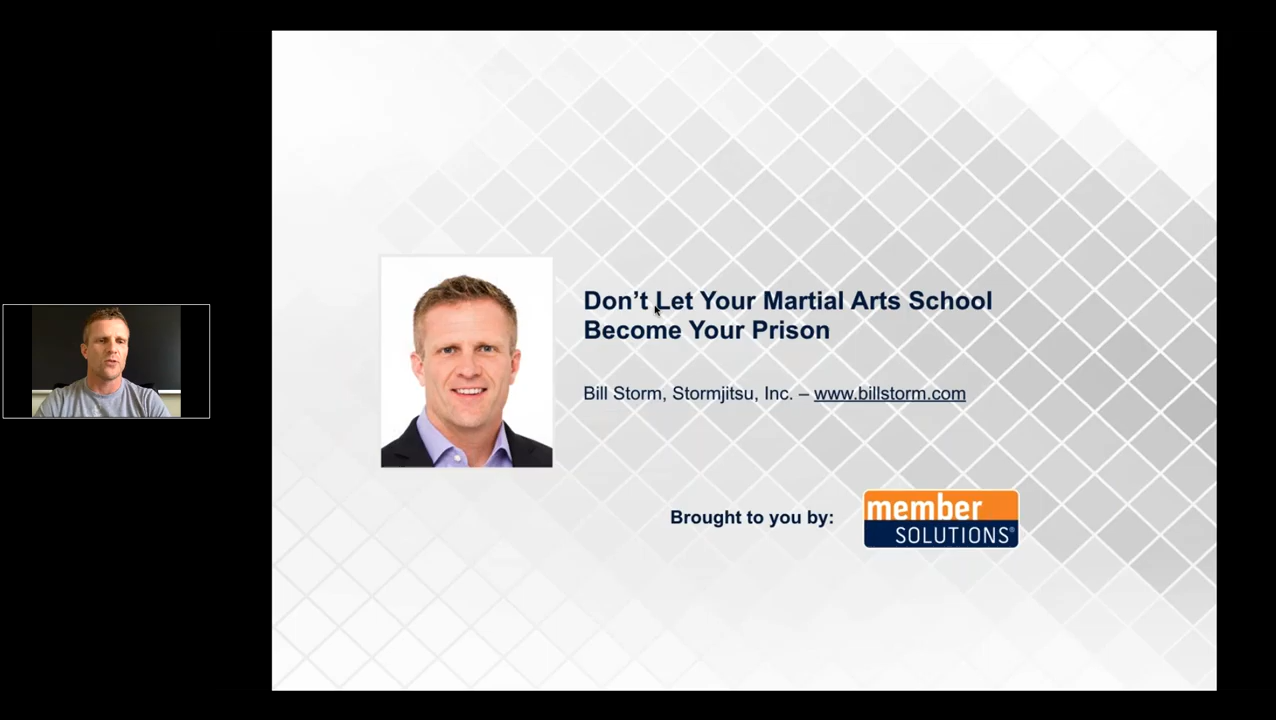 Don’t Let Your Martial Arts School
Become Your Prison
Bill Storm, Stormjitsu, Inc. – www.billstorm.com
Brought to you by:
member
SOLUTIONS®